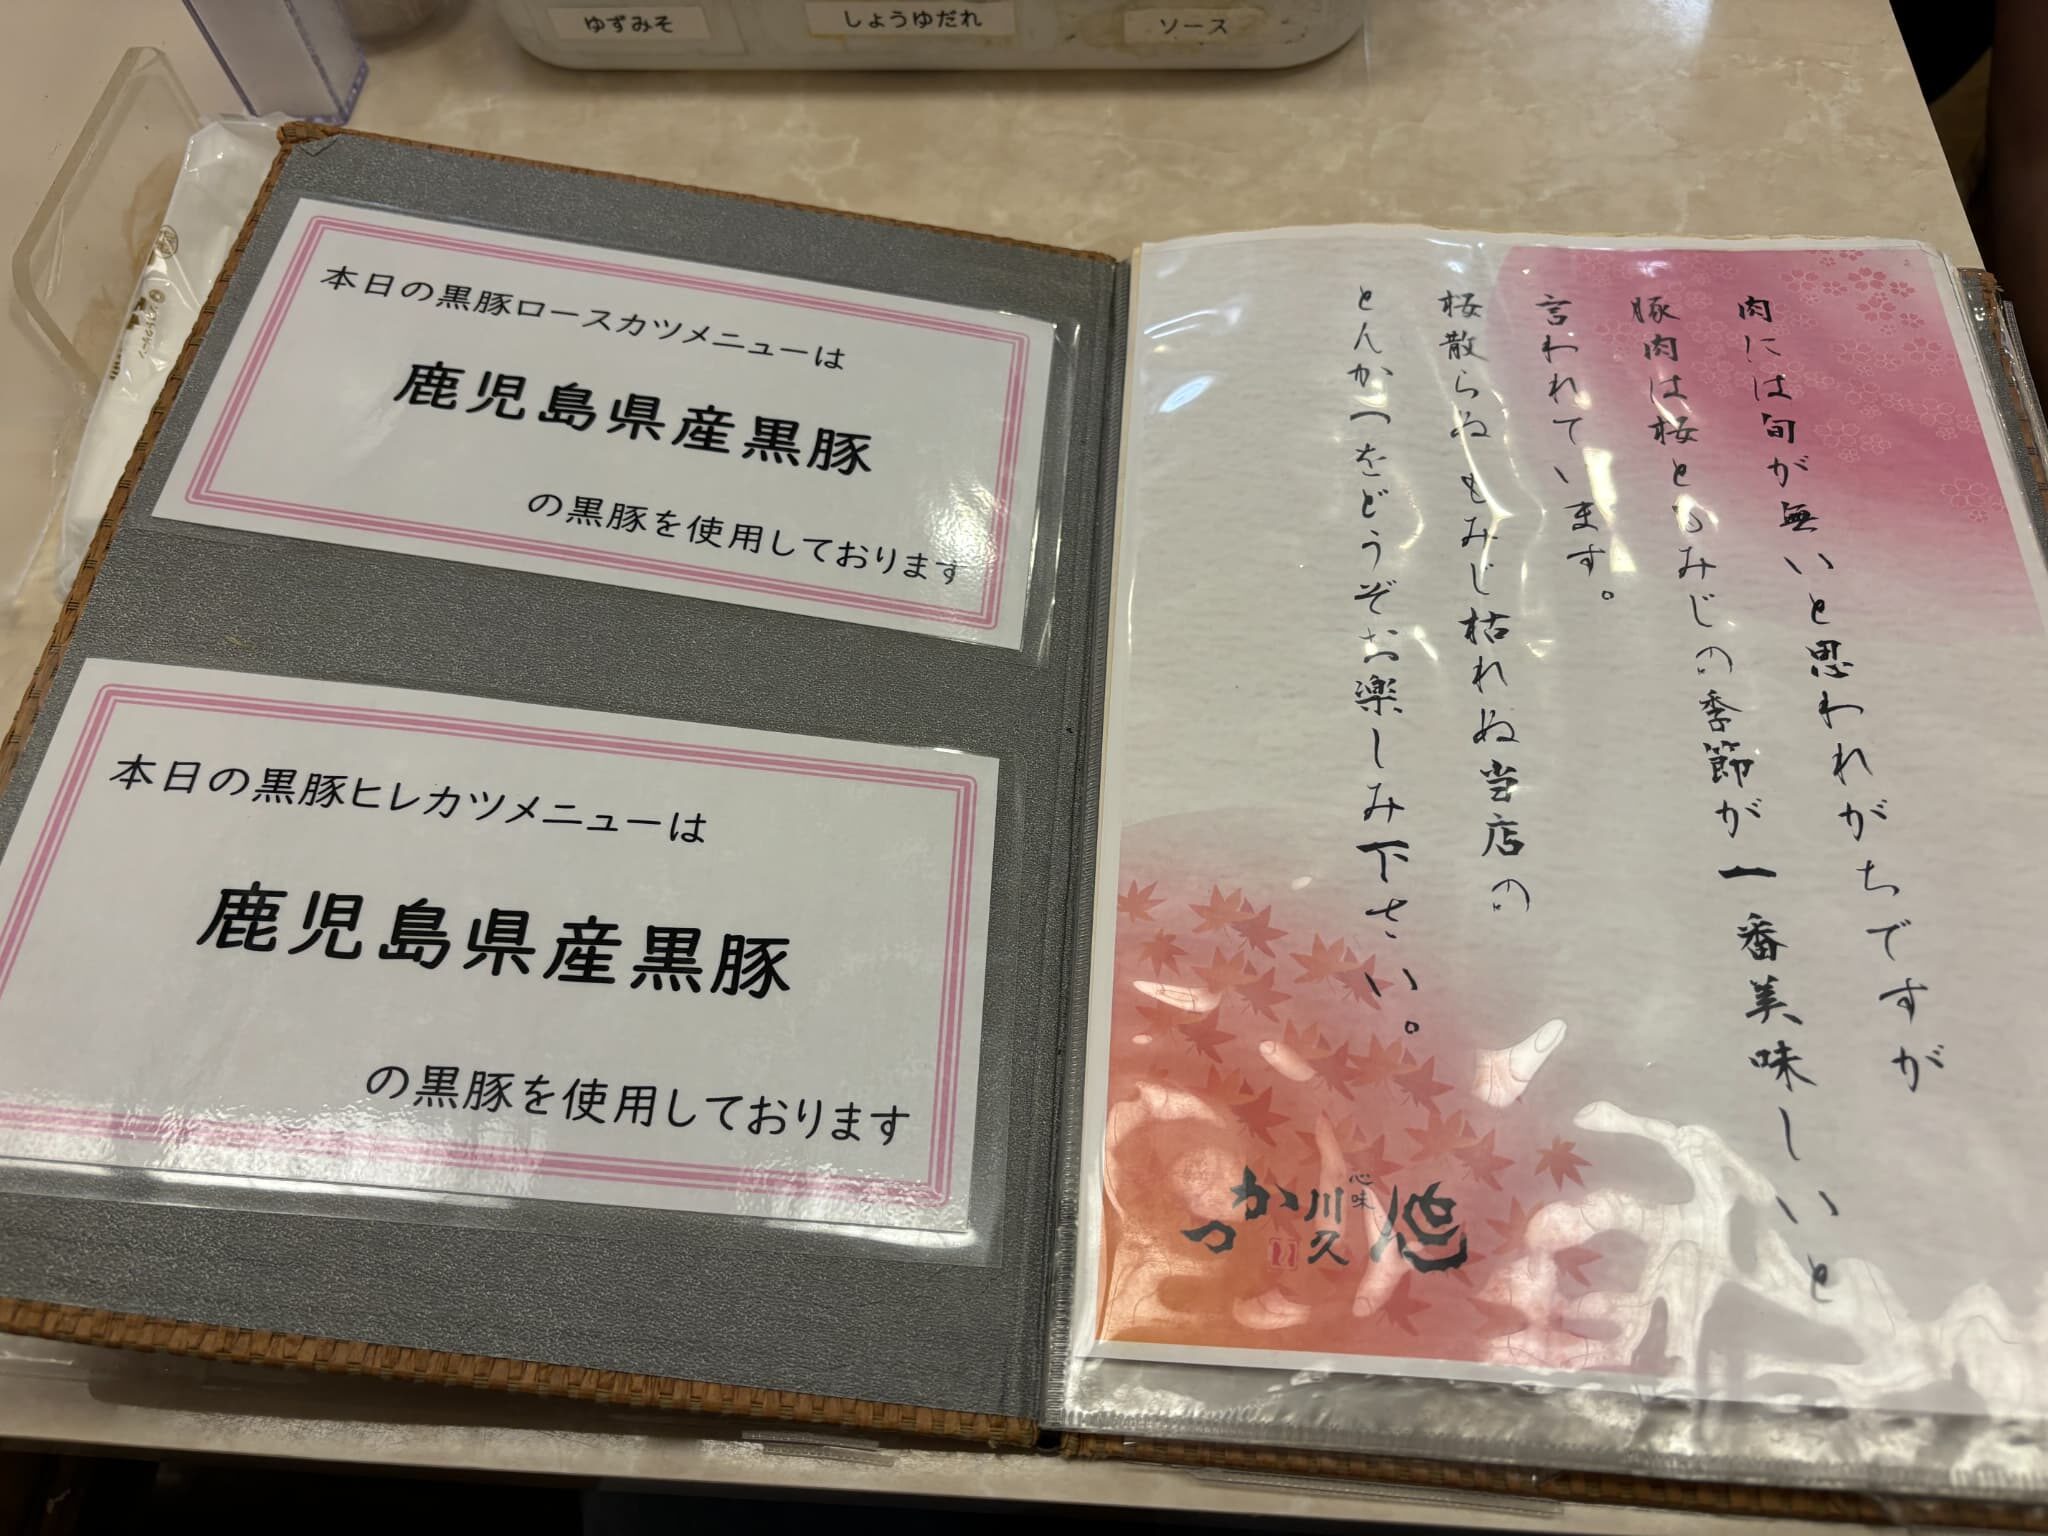 ゆずみそ
しょうゆだれ
ソース
本日の黒豚ロースカツメニューは
鹿児島県産黒豚
の黒豚を使用しております
本日の黒豚ヒレカツメニューは
鹿児島県産黒豚
の黒豚を使用しております
肉には旬が無いと思われがちですが
豚肉は桜ともみじの季節が一番美味しいと
言われています。
桜散らぬもみじ枯れぬ当店の
とんかつをどうぞお楽しみ下さい。
心味
川久
かつ